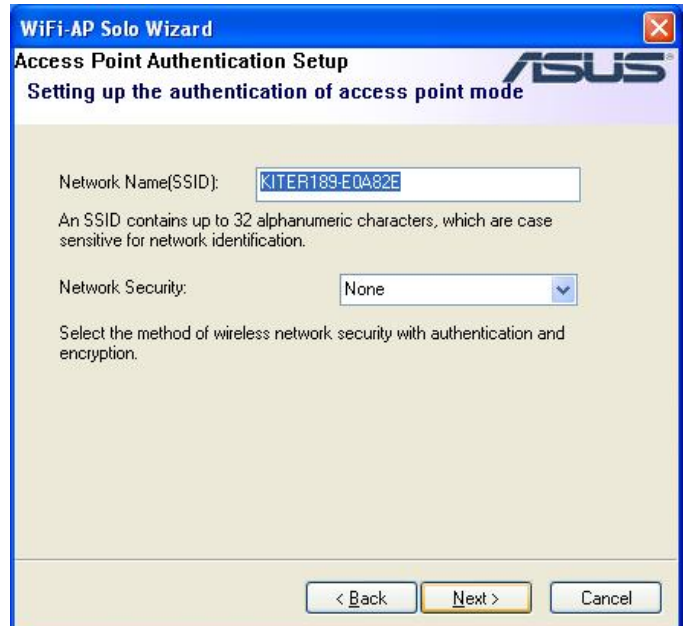 WiFi-AP Solo Wizard
Access Point Authentication Setup
ASUS
Setting up the authentication of access point mode
Network Name(SSID):
KITER189-E0A82E
An SSID contains up to 32 alphanumeric characters, which are case
sensitive for network identification.
Network Security:
None
Select the method of wireless network security with authentication and
encryption.
< Back
Next >
Cancel